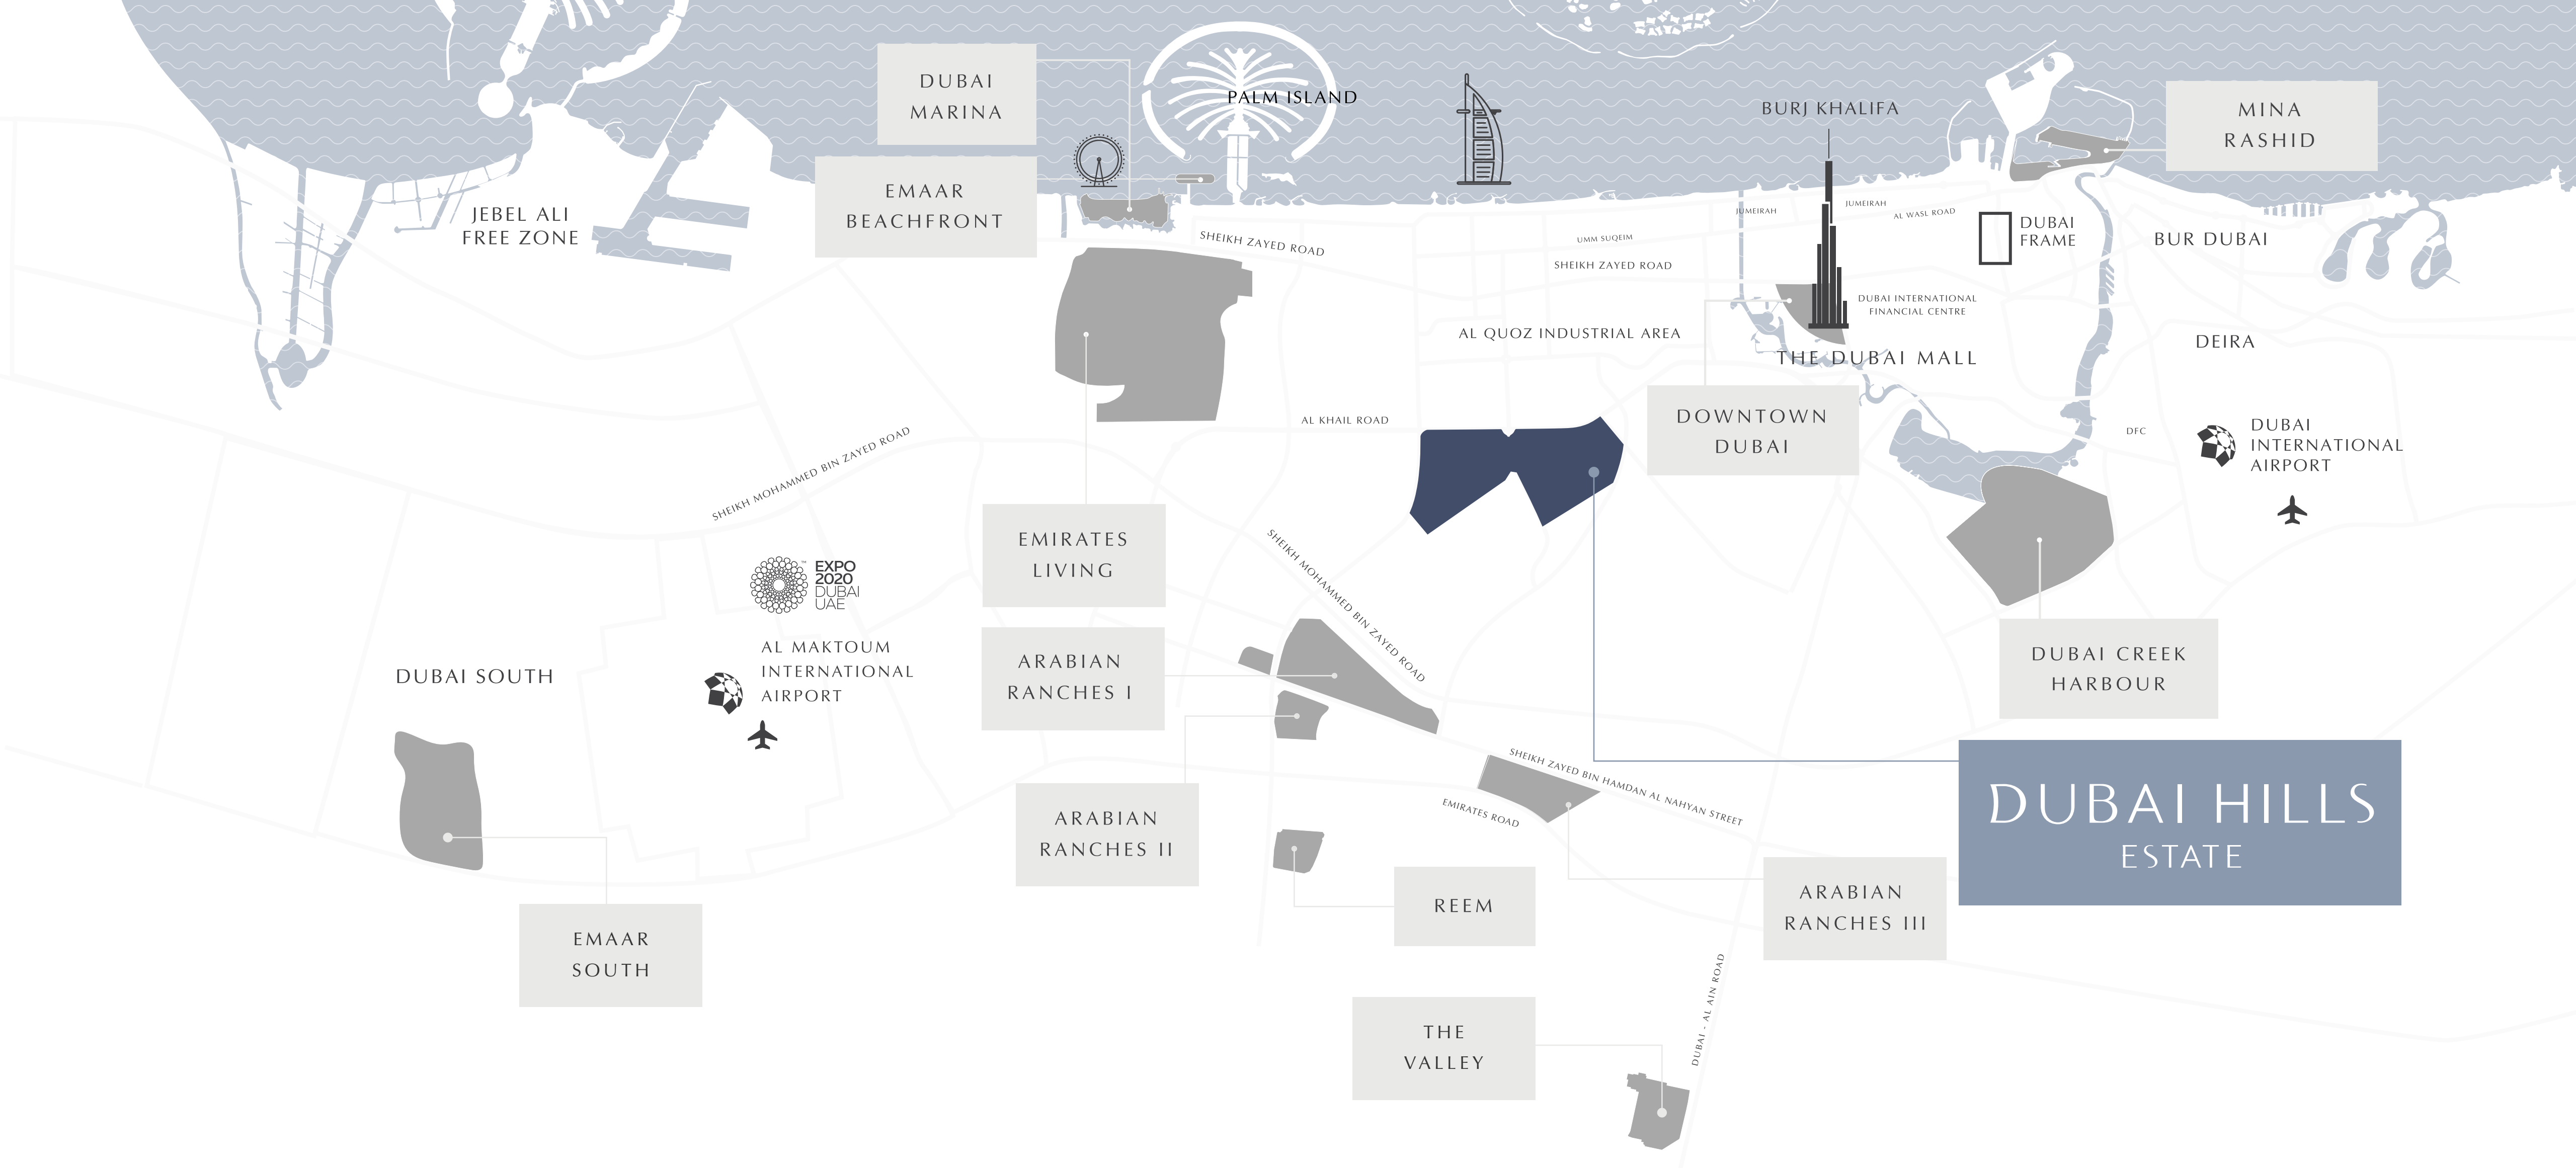 DUBAI
MARINA
PALM ISLAND
BURJ KHALIFA
MINA
RASHID
EMAAR
BEACHFRONT
JEBEL ALI
FREE ZONE
SHEIKH ZAYED ROAD
UMM SUQEIM
SHEIKH ZAYED ROAD
JUMEIRAH
JUMEIRAH
AL WASL ROAD
DUBAI
FRAME
BUR DUBAI
DUBAI INTERNATIONAL
FINANCIAL CENTRE
AL QUOZ INDUSTRIAL AREA
THE DUBAI MALL
DEIRA
DOWNTOWN
DUBAI
AL KHAIL ROAD
DFC
DUBAI
INTERNATIONAL
AIRPORT
SHEIKH MOHAMMED BIN ZAYED ROAD
EMIRATES
LIVING
SHEIKH MOHAMMED BIN ZAYED ROAD
EXPO
2020
DUBAI
UAE
TM
AL MAKTOUM
INTERNATIONAL
AIRPORT
DUBAI SOUTH
ARABIAN
RANCHES I
DUBAI CREEK
HARBOUR
SHEIKH ZAYED BIN HAMDAN AL NAHYAN STREET
EMIRATES ROAD
DUBAI HILLS
ESTATE
ARABIAN
RANCHES II
REEM
ARABIAN
RANCHES III
EMAAR
SOUTH
THE
VALLEY
DUBAI - AL AIN ROAD